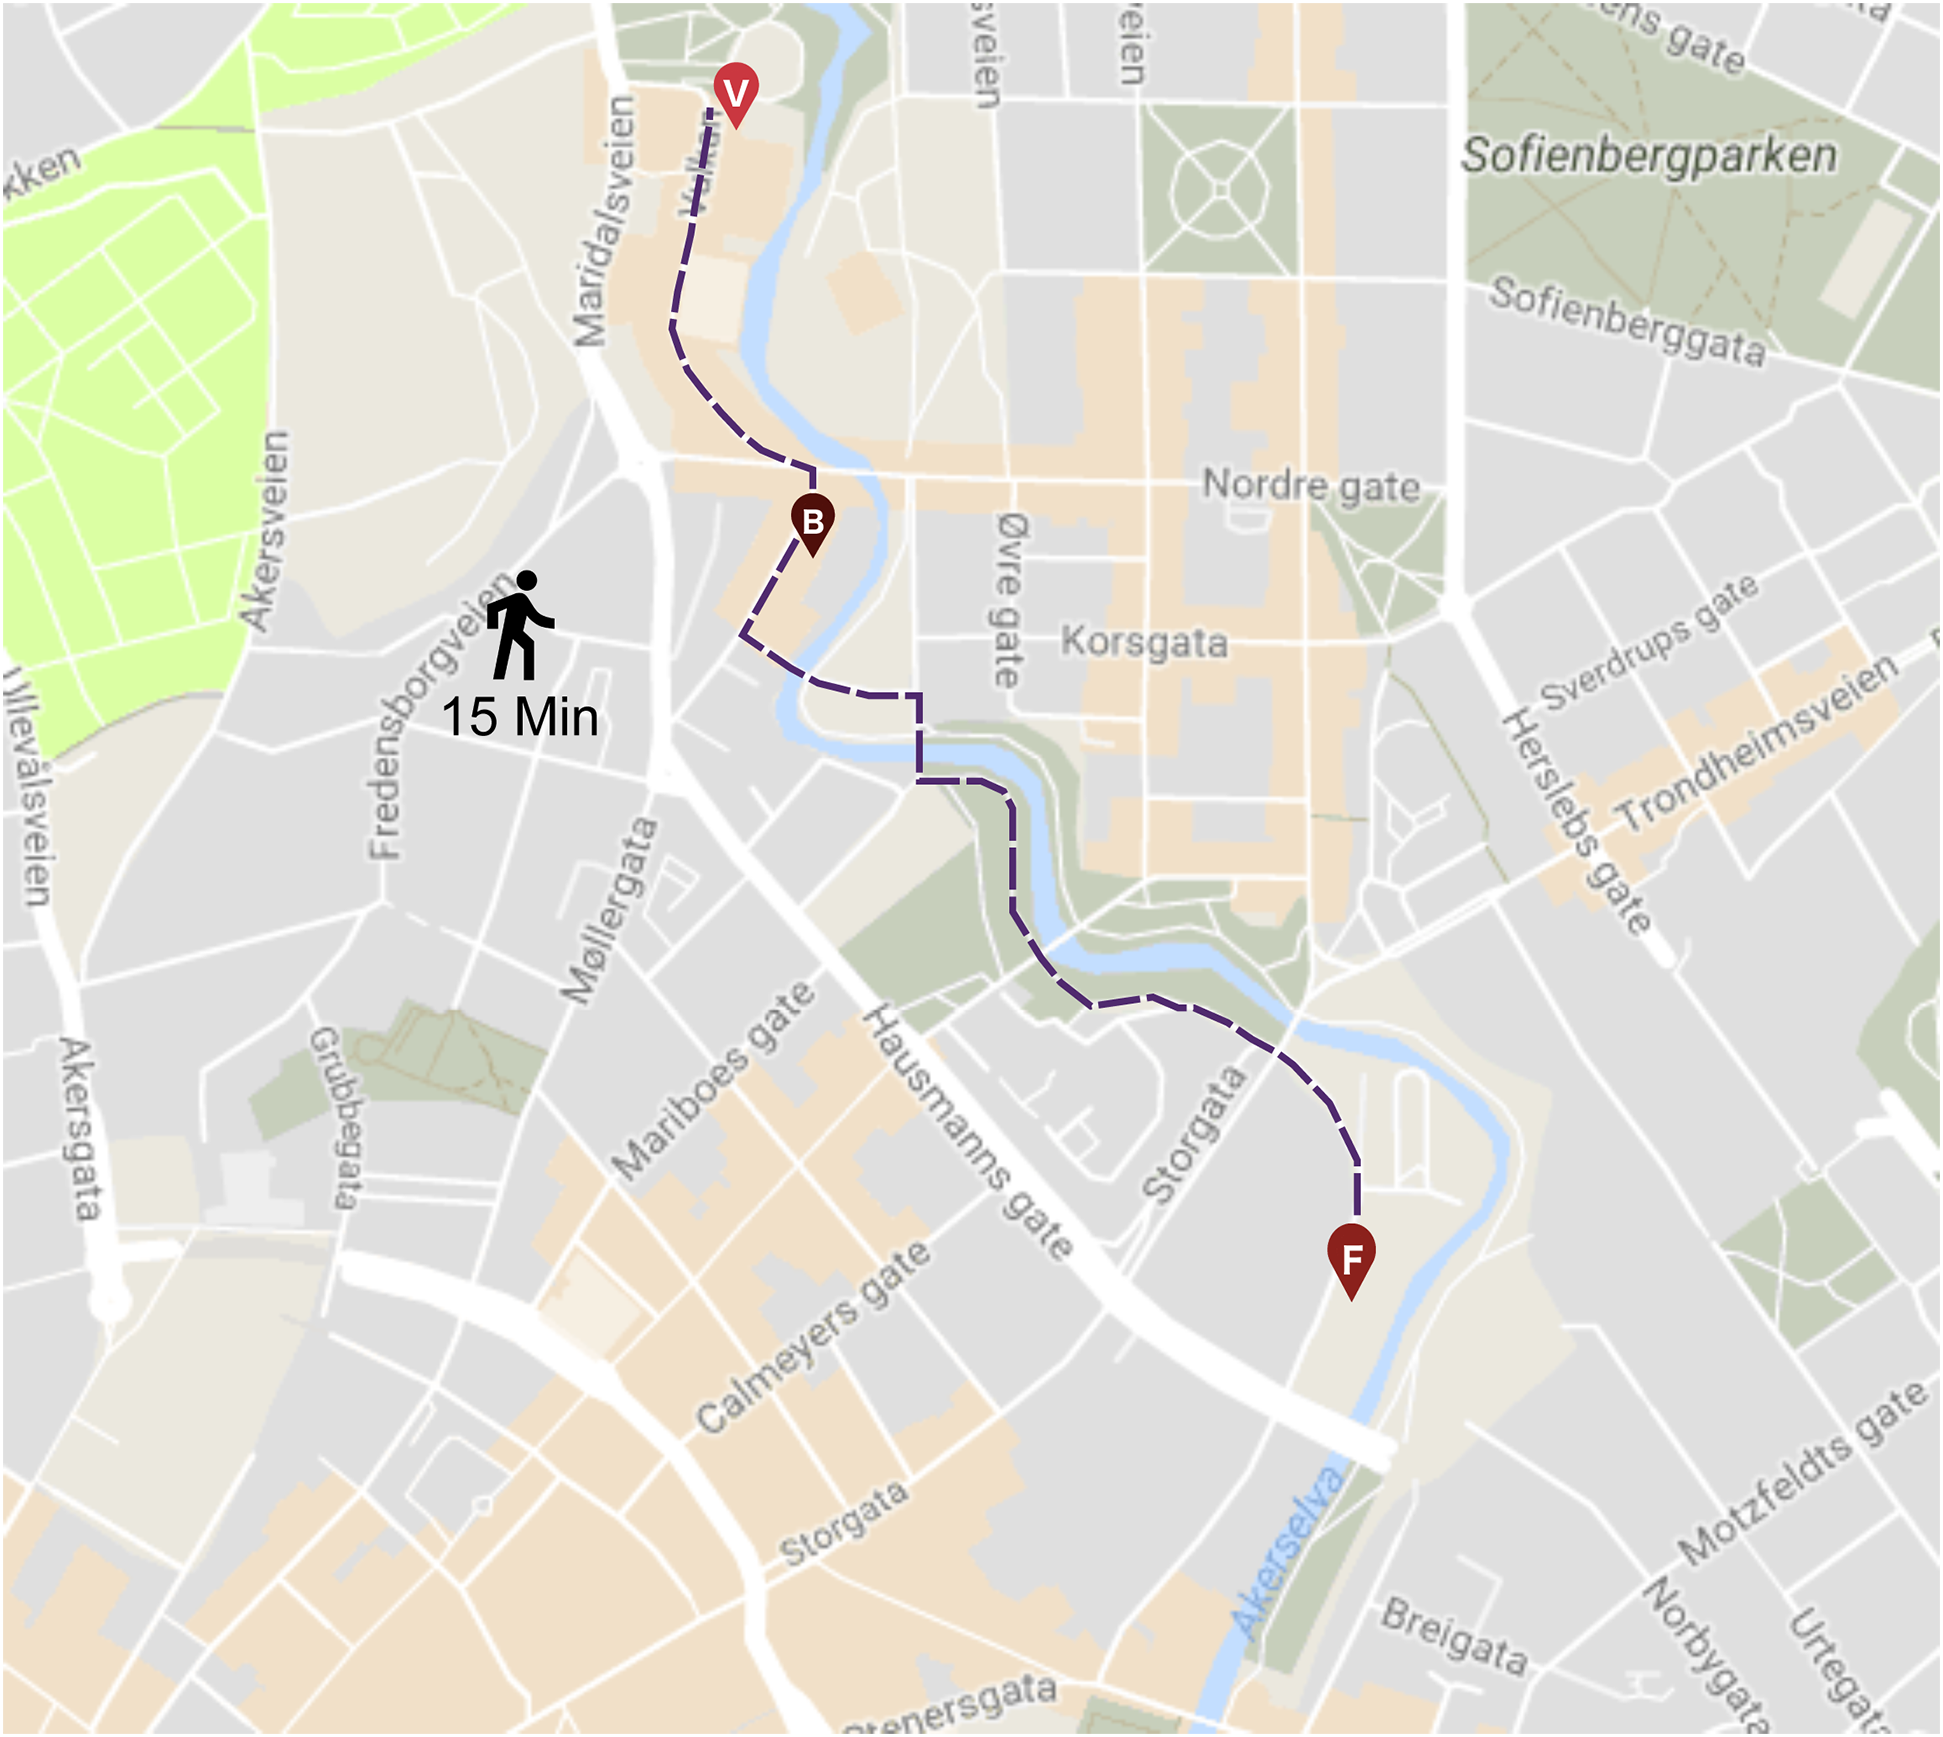 sveien
eien
ens gate
V
Vulkan
Maridalsveien
kken
Sofienbergparken
Sofienberggata
Akersveien
Nordre gate
B
Øvre gate
Korsgata
Sverdrups gate
Trondheimsveien
Herslebs gate
Fredensborgveien
15 Min
Ullevålsveien
Møllergata
Mariboes gate
Hausmanns gate
Storgata
Grubbegata
Akersgata
F
Calmeyers gate
Storgata
Akerselva
Motzfeldts gate
Breigata
Norbygata
Urtegata
Stenersgata